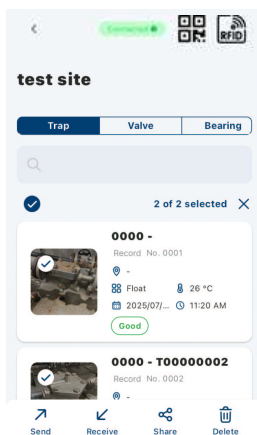 Connected
RFID
test site
Trap Valve Bearing
2 of 2 selected
0000 -
Record No. 0001
-
Float 26 °C
2025/07/... 11:20 AM
Good
0000 - T00000002
Record No. 0002
-
Send Receive Share Delete